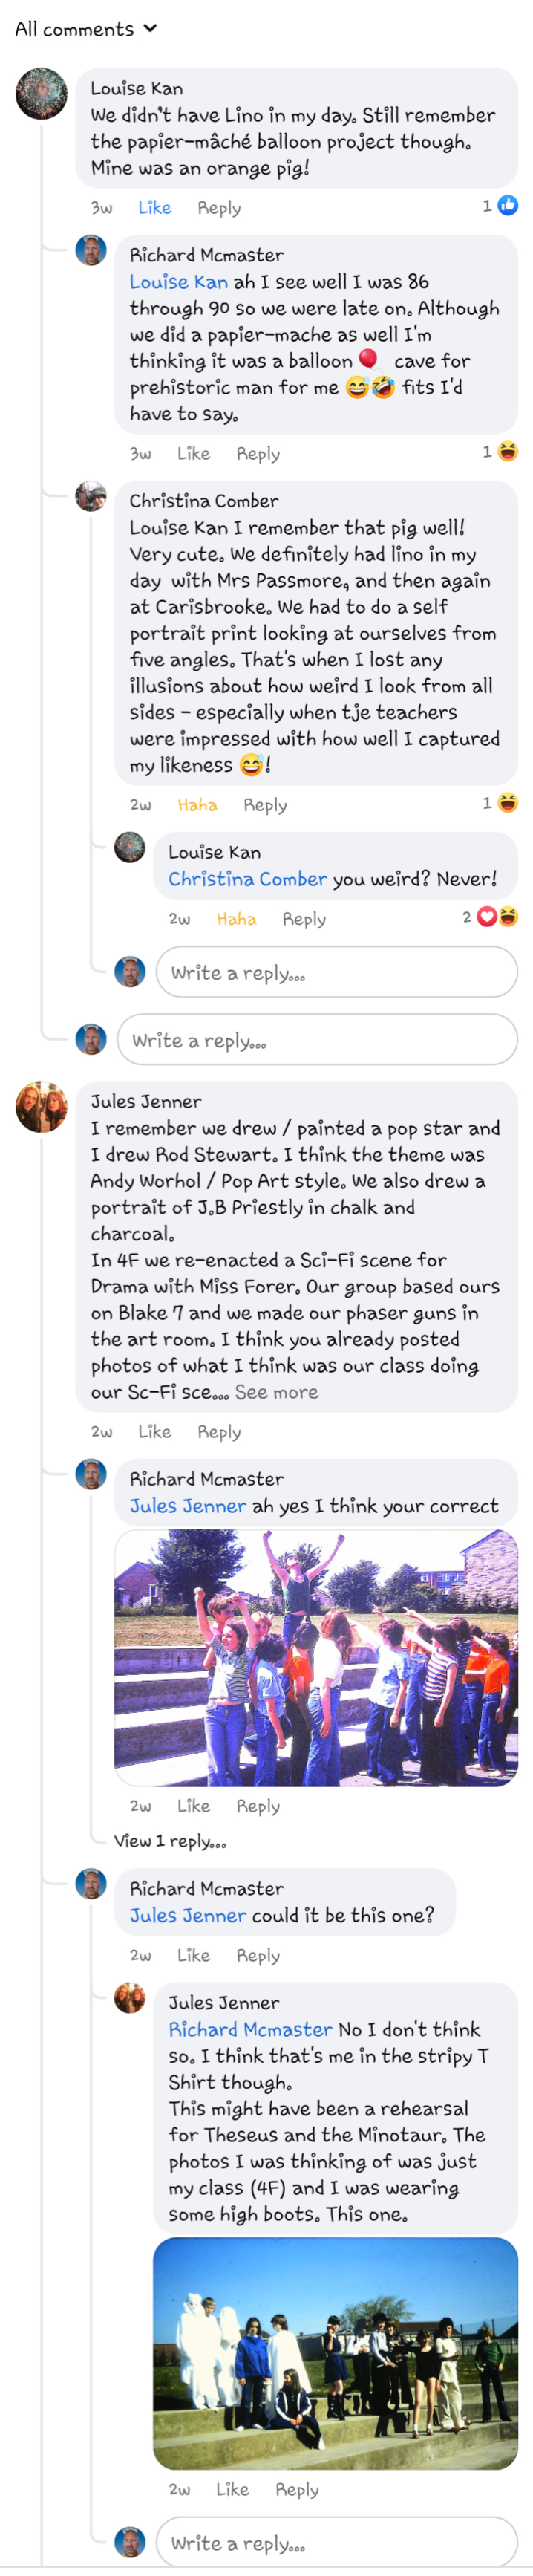 All comments
Louise Kan
We didn't have Lino in my day. Still remember
the papier-mâché balloon project though.
Mine was an orange pig!
3w Like Reply 1
Richard Mcmaster
Louise Kan ah I see well I was 86
through 90 so we were late on. Although
we did a papier-mache as well I'm
thinking it was a balloon 🎈 cave for
prehistoric man for me 😅🤣 fits I'd
have to say.
3w Like Reply 1 😆
Christina Comber
Louise Kan I remember that pig well!
Very cute. We definitely had lino in my
day with Mrs Passmore, and then again
at Carisbrooke. We had to do a self
portrait print looking at ourselves from
five angles. That's when I lost any
illusions about how weird I look from all
sides - especially when tje teachers
were impressed with how well I captured
my likeness 😅!
2w Haha Reply 1 😆
Louise Kan
Christina Comber you weird? Never!
2w Haha Reply 2 ❤😆
Write a reply...
Write a reply...
Jules Jenner
I remember we drew / painted a pop star and
I drew Rod Stewart. I think the theme was
Andy Worhol / Pop Art style. We also drew a
portrait of J.B Priestly in chalk and
charcoal.
In 4F we re-enacted a Sci-Fi scene for
Drama with Miss Forer. Our group based ours
on Blake 7 and we made our phaser guns in
the art room. I think you already posted
photos of what I think was our class doing
our Sc-Fi sce... See more
2w Like Reply
Richard Mcmaster
Jules Jenner ah yes I think your correct
2w Like Reply
View 1 reply...
Richard Mcmaster
Jules Jenner could it be this one?
2w Like Reply
Jules Jenner
Richard Mcmaster No I don't think
so. I think that's me in the stripy T
Shirt though.
This might have been a rehearsal
for Theseus and the Minotaur. The
photos I was thinking of was just
my class (4F) and I was wearing
some high boots. This one.
2w Like Reply
Write a reply...